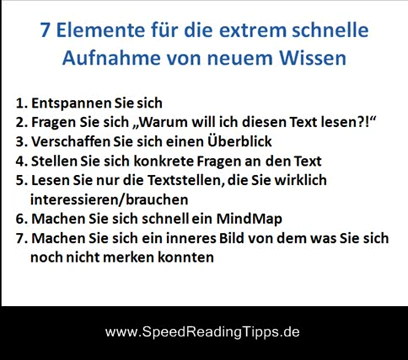 7 Elemente für die extrem schnelle
Aufnahme von neuem Wissen
1. Entspannen Sie sich
2. Fragen Sie sich „Warum will ich diesen Text lesen?!“
3. Verschaffen Sie sich einen Überblick
4. Stellen Sie sich konkrete Fragen an den Text
5. Lesen Sie nur die Textstellen, die Sie wirklich
interessieren/brauchen
6. Machen Sie sich schnell ein MindMap
7. Machen Sie sich ein inneres Bild von dem was Sie sich
noch nicht merken konnten
www.SpeedReadingTipps.de